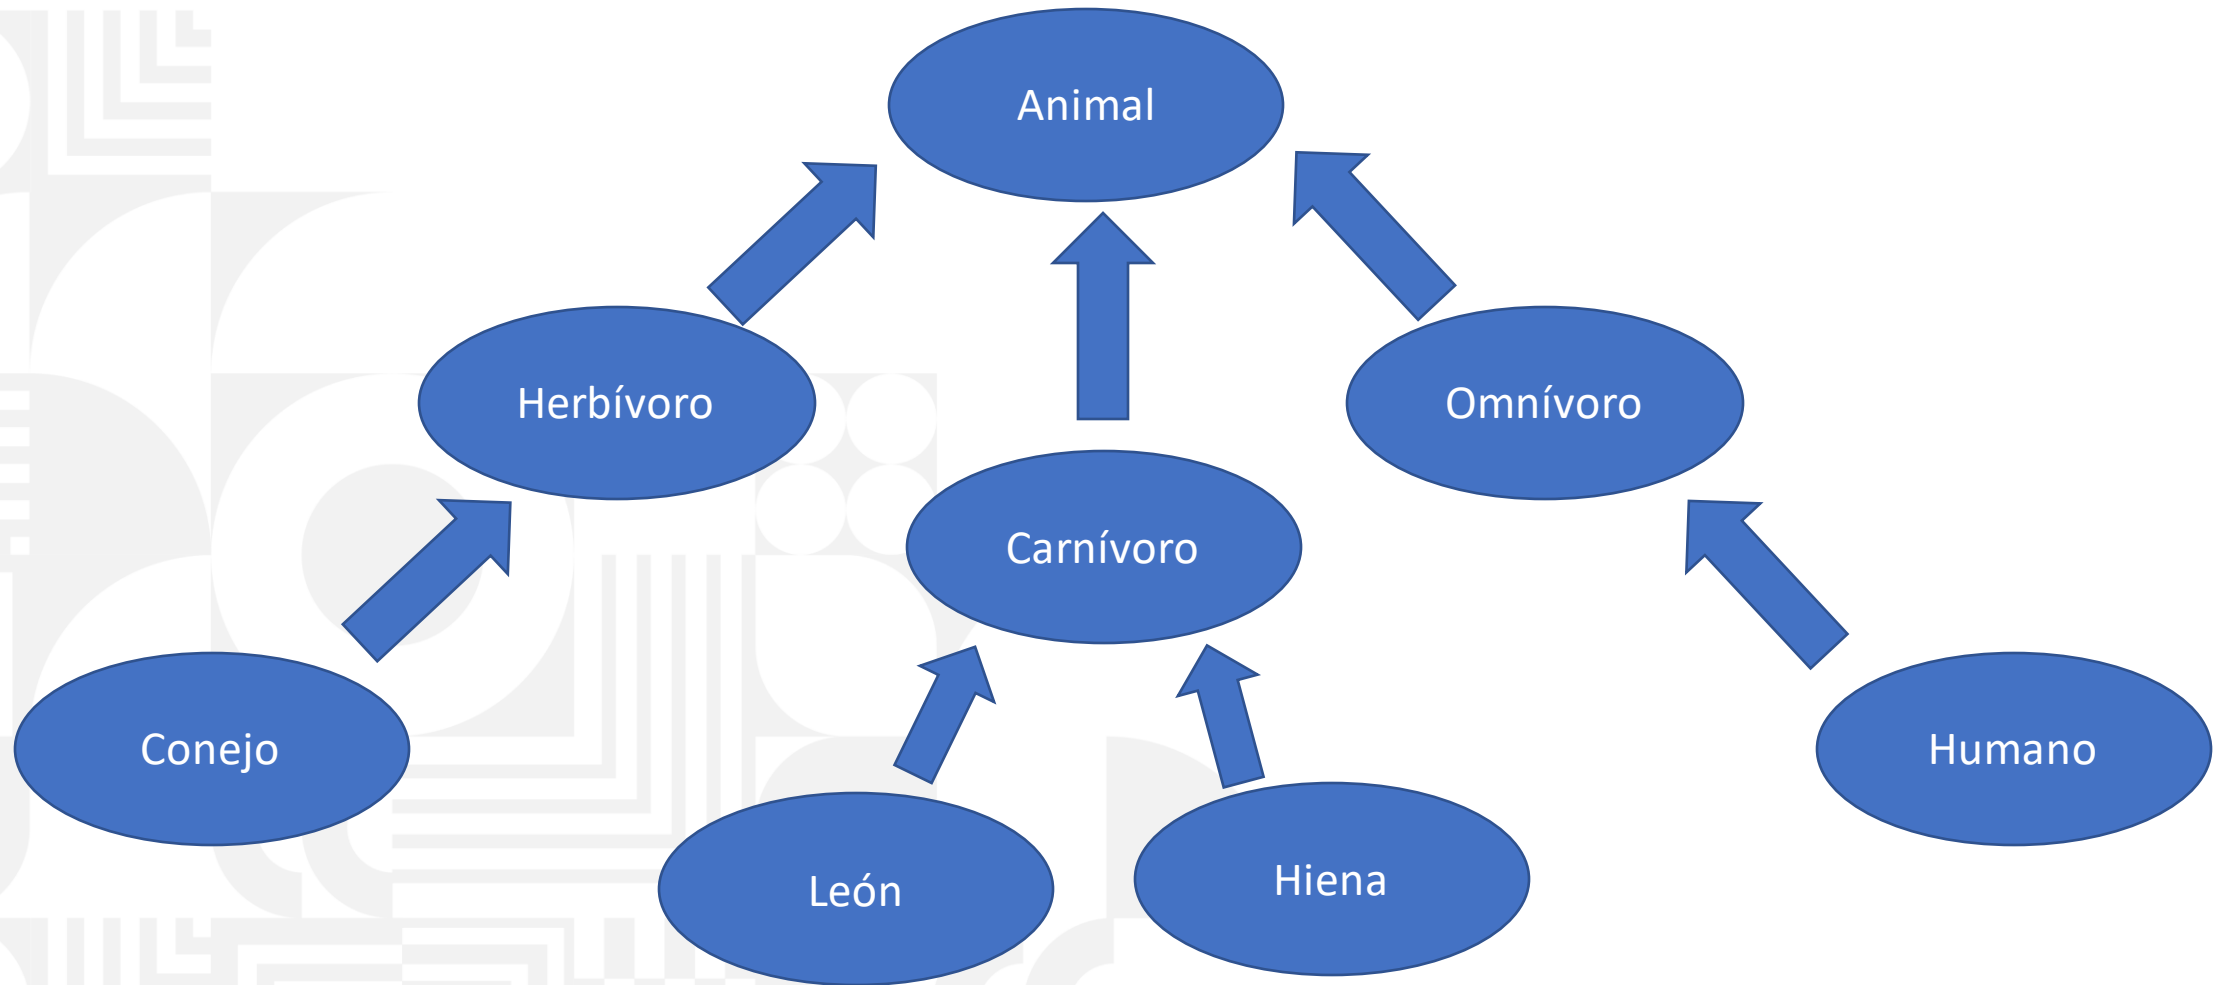 Animal
Herbívoro
Omnívoro
Carnívoro
Conejo
Humano
León
Hiena